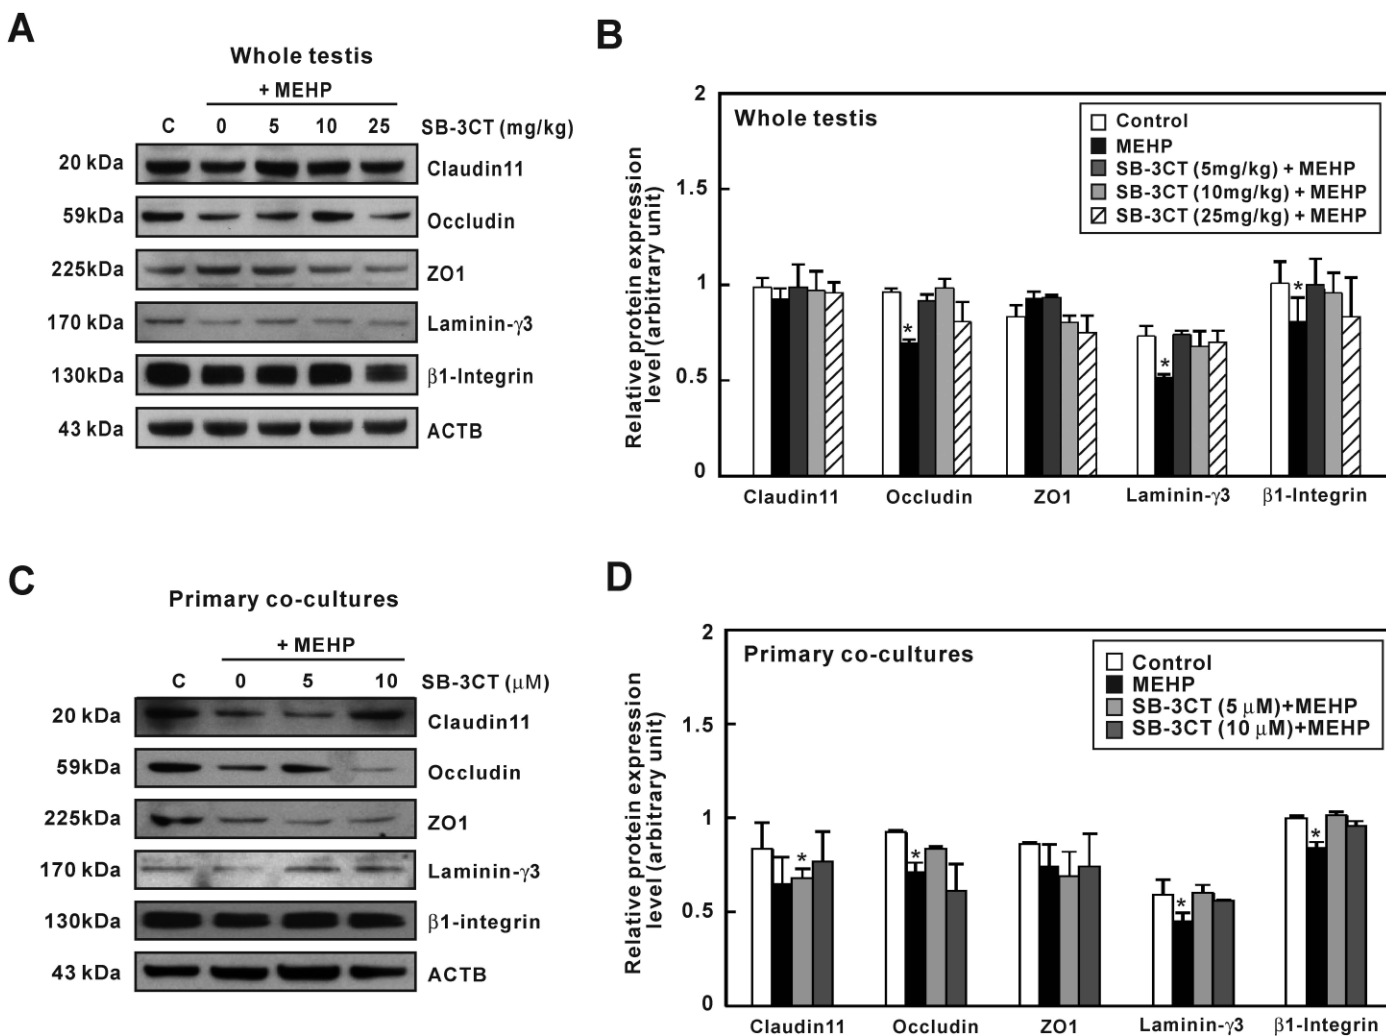 A
Whole testis
+ MEHP
C 0 5 10 25 SB-3CT (mg/kg)
20 kDa Claudin11
59kDa Occludin
225kDa ZO1
170 kDa Laminin-γ3
130kDa β1-Integrin
43 kDa ACTB
B
Relative protein expression
level (arbitrary unit)
2
1.5
1
0.5
0
Whole testis
Control
MEHP
SB-3CT (5mg/kg) + MEHP
SB-3CT (10mg/kg) + MEHP
SB-3CT (25mg/kg) + MEHP
* * *
Claudin11 Occludin ZO1 Laminin-γ3 β1-Integrin
C
Primary co-cultures
+ MEHP
C 0 5 10 SB-3CT (μM)
20 kDa Claudin11
59kDa Occludin
225kDa ZO1
170 kDa Laminin-γ3
130kDa β1-integrin
43 kDa ACTB
D
Relative protein expression
level (arbitrary unit)
2
1.5
1
0.5
0
Primary co-cultures
Control
MEHP
SB-3CT (5 μM)+MEHP
SB-3CT (10 μM)+MEHP
* * * *
Claudin11 Occludin ZO1 Laminin-γ3 β1-Integrin